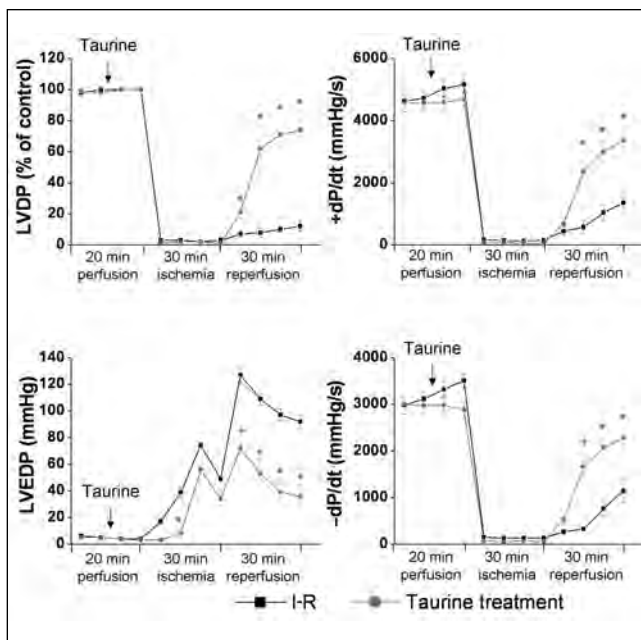 Taurine
LVDP (% of control)
120
100
80
60
40
20
0
20 min perfusion
30 min ischemia
30 min reperfusion
Taurine
+dP/dt (mmHg/s)
6000
4000
2000
0
20 min perfusion
30 min ischemia
30 min reperfusion
Taurine
LVEDP (mmHg)
140
120
100
80
60
40
20
0
20 min perfusion
30 min ischemia
30 min reperfusion
Taurine
–dP/dt (mmHg/s)
4000
3000
2000
1000
0
20 min perfusion
30 min ischemia
30 min reperfusion
I-R
Taurine treatment